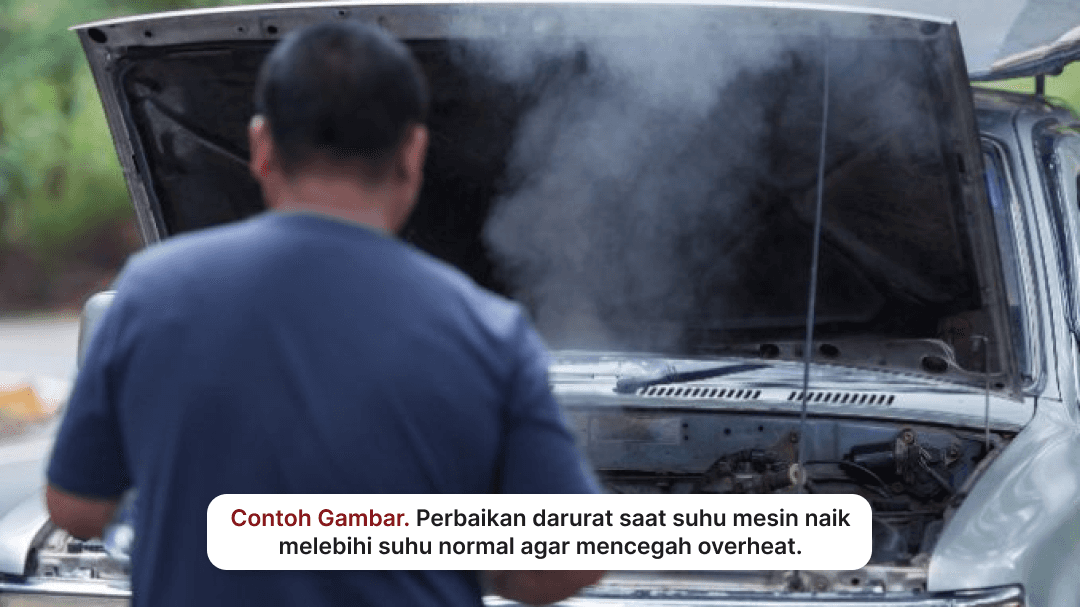 Contoh Gambar. Perbaikan darurat saat suhu mesin naik
melebihi suhu normal agar mencegah overheat.